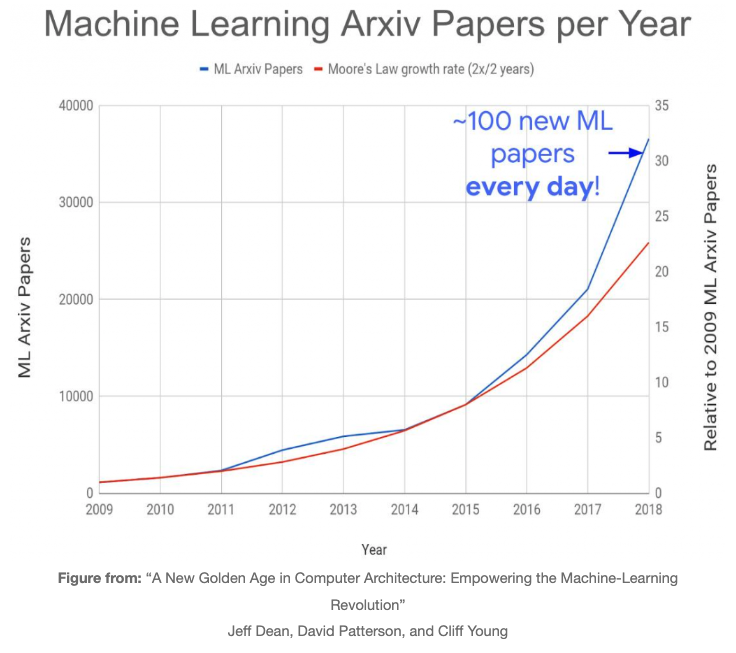 Machine Learning Arxiv Papers per Year
ML Arxiv Papers Moore's Law growth rate (2x/2 years)
~100 new ML
papers
every day!
ML Arxiv Papers
40000
30000
20000
10000
0
35
30
25
20
15
10
5
0
Relative to 2009 ML Arxiv Papers
2009 2010 2011 2012 2013 2014 2015 2016 2017 2018
Year
Figure from: “A New Golden Age in Computer Architecture: Empowering the Machine-Learning
Revolution”
Jeff Dean, David Patterson, and Cliff Young